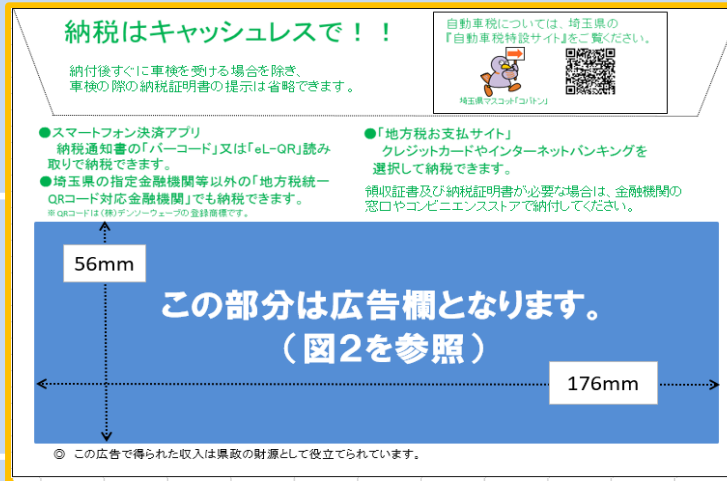 納税はキャッシュレスで！！
納付後すぐに車検を受ける場合を除き、
車検の際の納税証明書の提示は省略できます。
自動車税については、埼玉県の
『自動車税特設サイト』をご覧ください。
埼玉県マスコット「コバトン」
●スマートフォン決済アプリ
納税通知書の「バーコード」又は「eL-QR」読み
取りで納税できます。
●埼玉県の指定金融機関等以外の「地方税統一
QRコード対応金融機関」でも納税できます。
※QRコードは（株）デンソーウェーブの登録商標です。
●「地方税お支払サイト」
クレジットカードやインターネットバンキングを
選択して納税できます。
領収証書及び納税証明書が必要な場合は、金融機関の
窓口やコンビニエンスストアで納付してください。
56mm
この部分は広告欄となります。
（図２を参照）
176mm
◎ この広告で得られた収入は県政の財源として役立てられています。